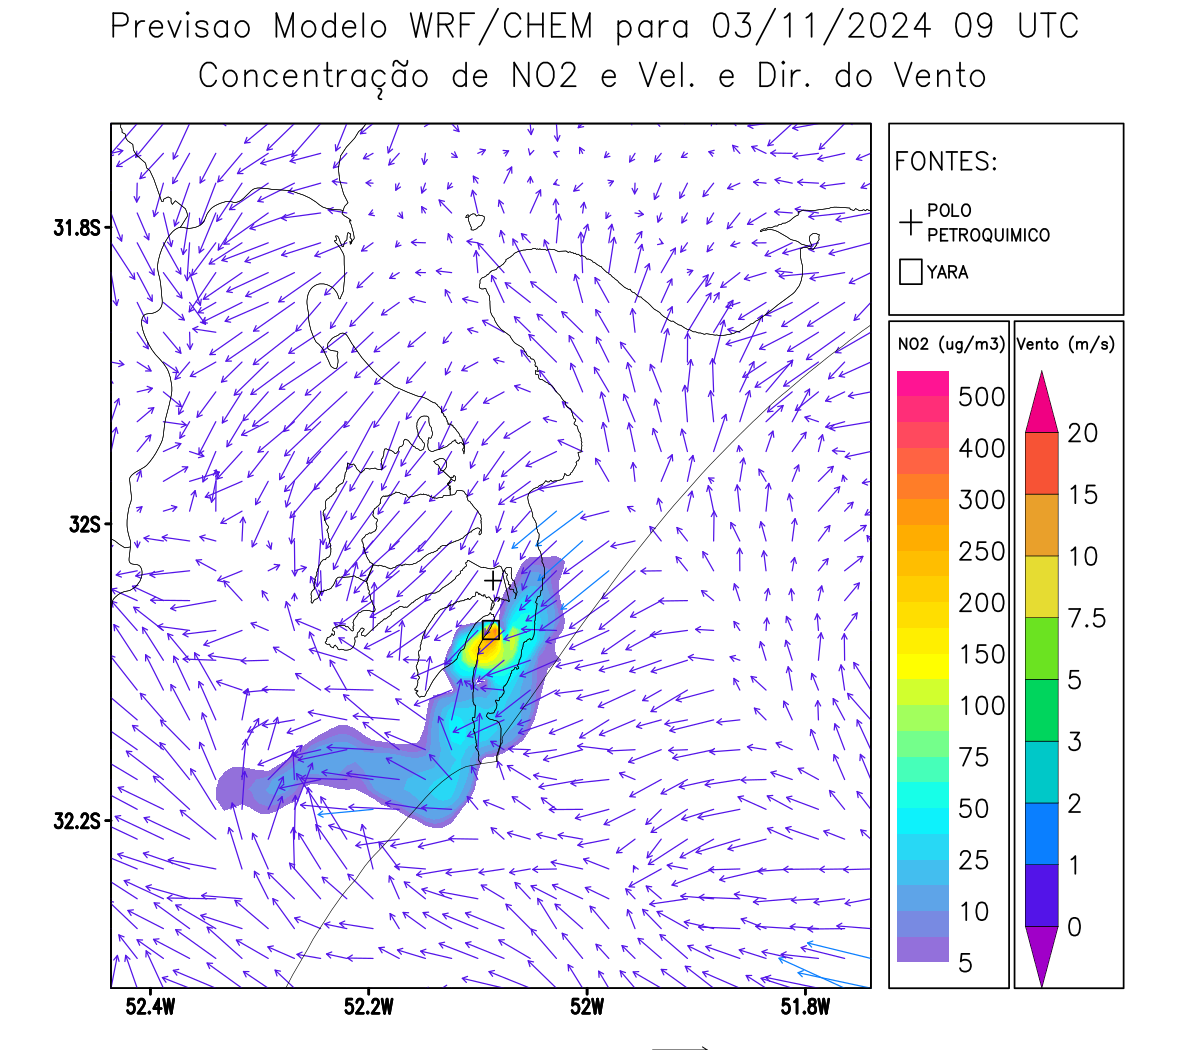 Previsao Modelo WRF/CHEM para 03/11/2024 09 UTC
Concentração de NO2 e Vel. e Dir. do Vento
FONTES:
POLO
PETROQUIMICO
YARA
NO2 (ug/m3)
500
400
300
250
200
150
100
75
50
25
10
5
Vento (m/s)
20
15
10
7.5
5
3
2
1
0
31.8S
32S
32.2S
52.4W
52.2W
52W
51.8W